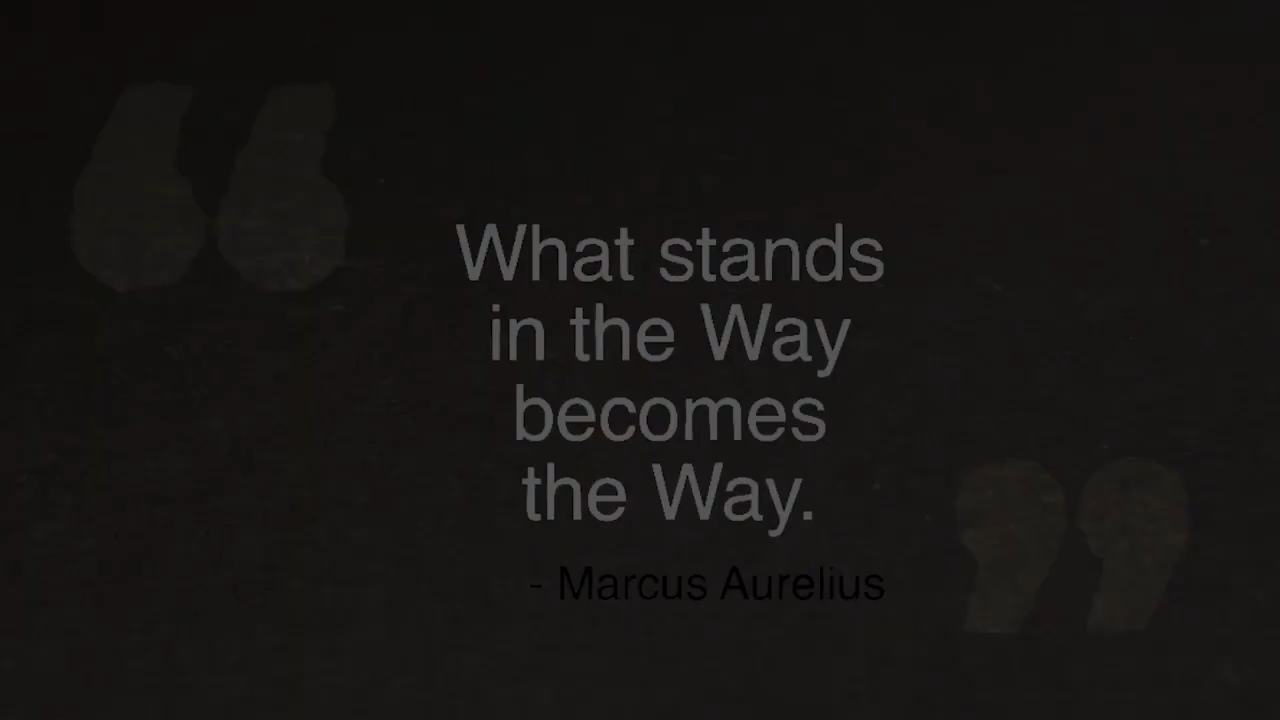 What stands
in the Way
becomes
the Way.
- Marcus Aurelius